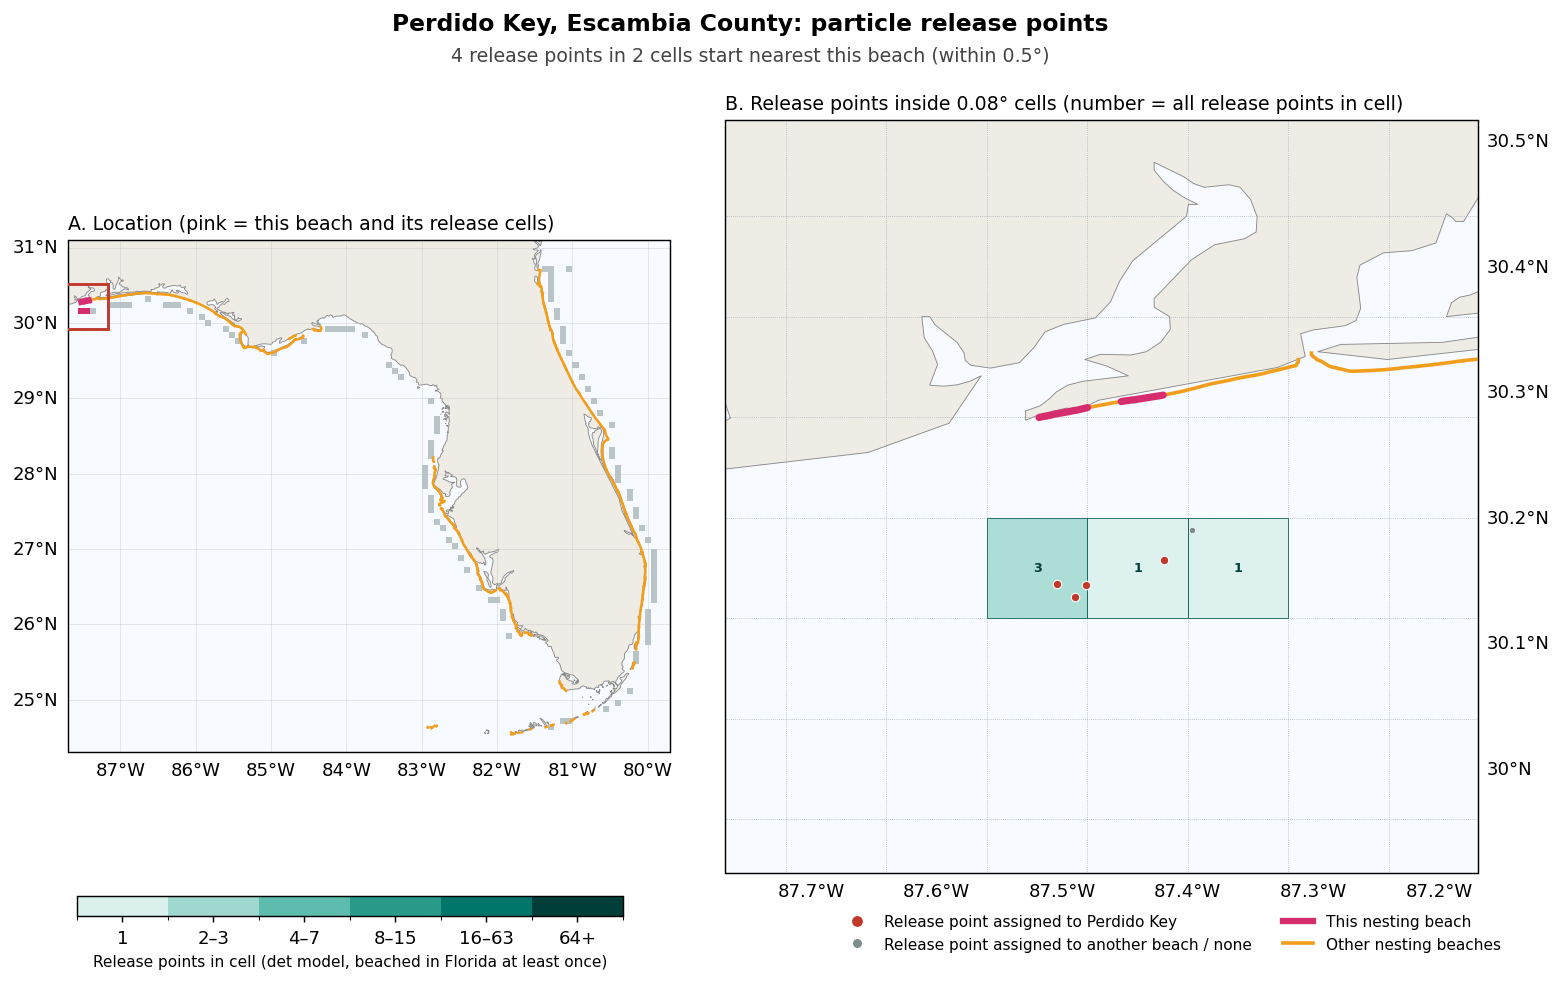 Perdido Key, Escambia County: particle release points
4 release points in 2 cells start nearest this beach (within 0.5°)
A. Location (pink = this beach and its release cells)
31°N
30°N
29°N
28°N
27°N
26°N
25°N
87°W 86°W 85°W 84°W 83°W 82°W 81°W 80°W
1 2–3 4–7 8–15 16–63 64+
Release points in cell (det model, beached in Florida at least once)
B. Release points inside 0.08° cells (number = all release points in cell)
30.5°N
30.4°N
30.3°N
30.2°N
3 1 1
30.1°N
30°N
87.7°W 87.6°W 87.5°W 87.4°W 87.3°W 87.2°W
Release point assigned to Perdido Key
Release point assigned to another beach / none
This nesting beach
Other nesting beaches